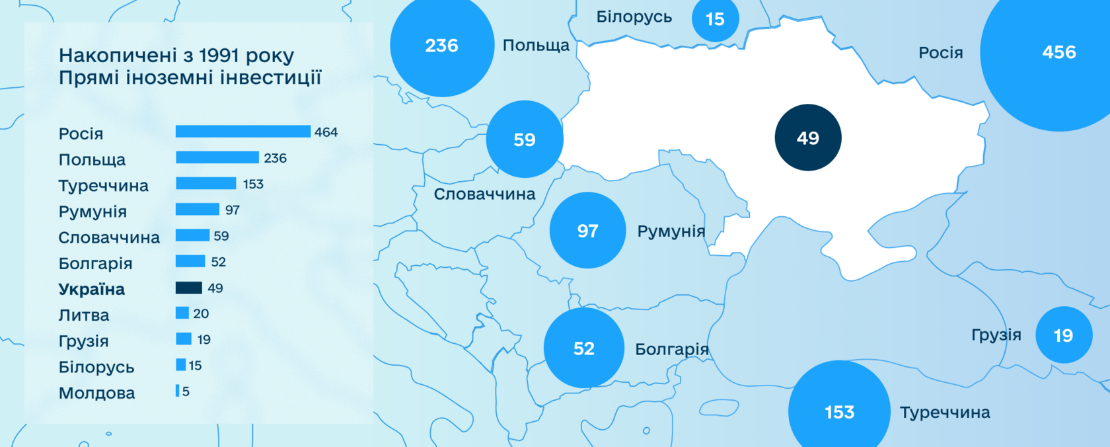 Накопичені з 1991 року
Прямі іноземні інвестиції
Росія 464
Польща 236
Туреччина 153
Румунія 97
Словаччина 59
Болгарія 52
Україна 49
Литва 20
Грузія 19
Білорусь 15
Молдова 5
Білорусь 15
236 Польща
Росія 456
59
Словаччина
49
97 Румунія
52 Болгарія
Грузія 19
153 Туреччина